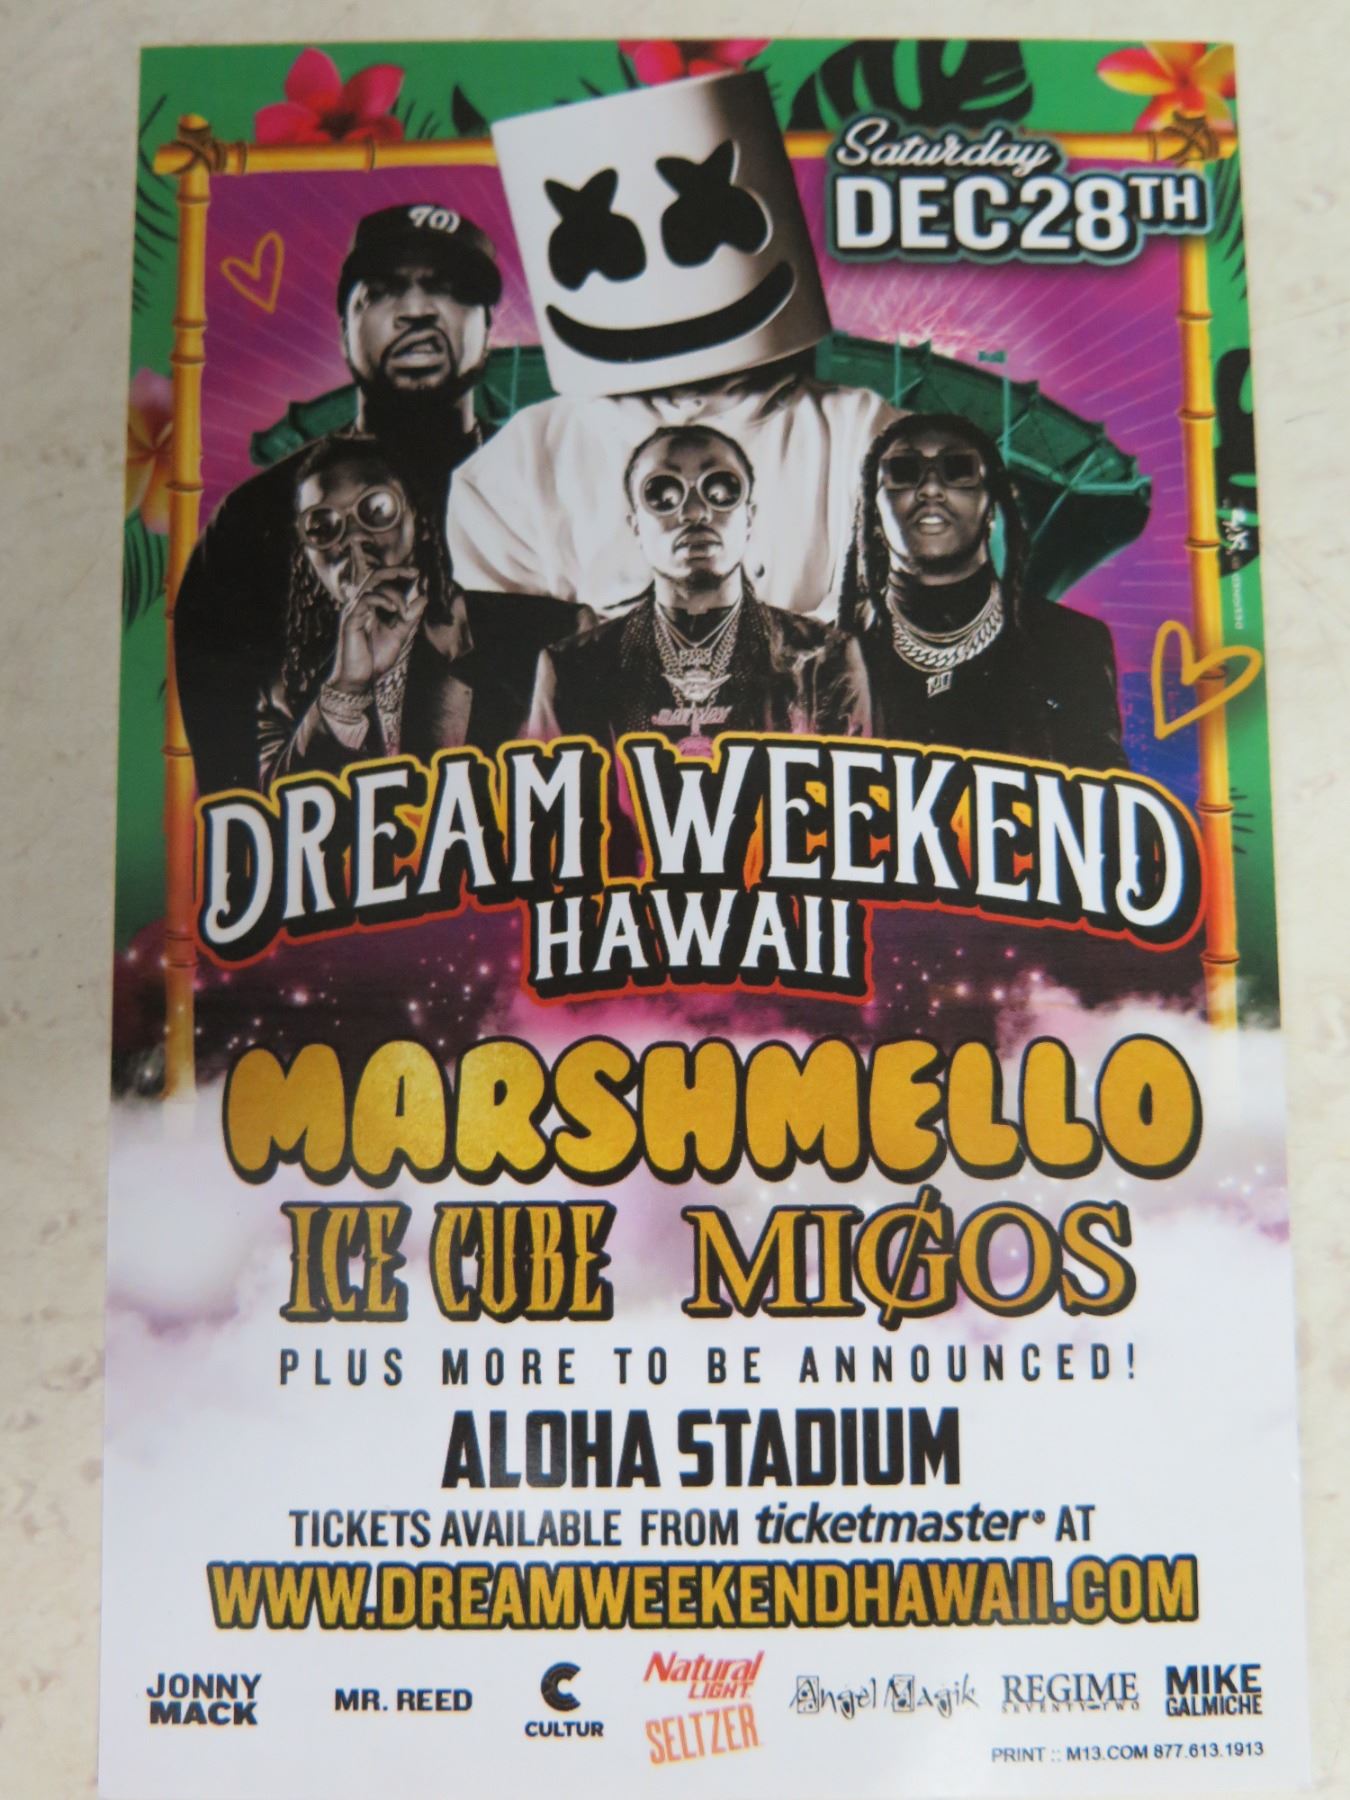 Saturday
DEC 28TH
DREAM WEEKEND
HAWAII
MARSHMELLO
ICE CUBE MIGOS
PLUS MORE TO BE ANNOUNCED!
ALOHA STADIUM
TICKETS AVAILABLE FROM ticketmaster® AT
WWW.DREAMWEEKENDHAWAII.COM
JONNY
MACK
MR. REED
C
CULTUR
Natural
LIGHT
SELTZER
Angel Magik
REGIME
SEVENTY-TWO
MIKE
GALMICHE
PRINT :: M13.COM 877.613.1913